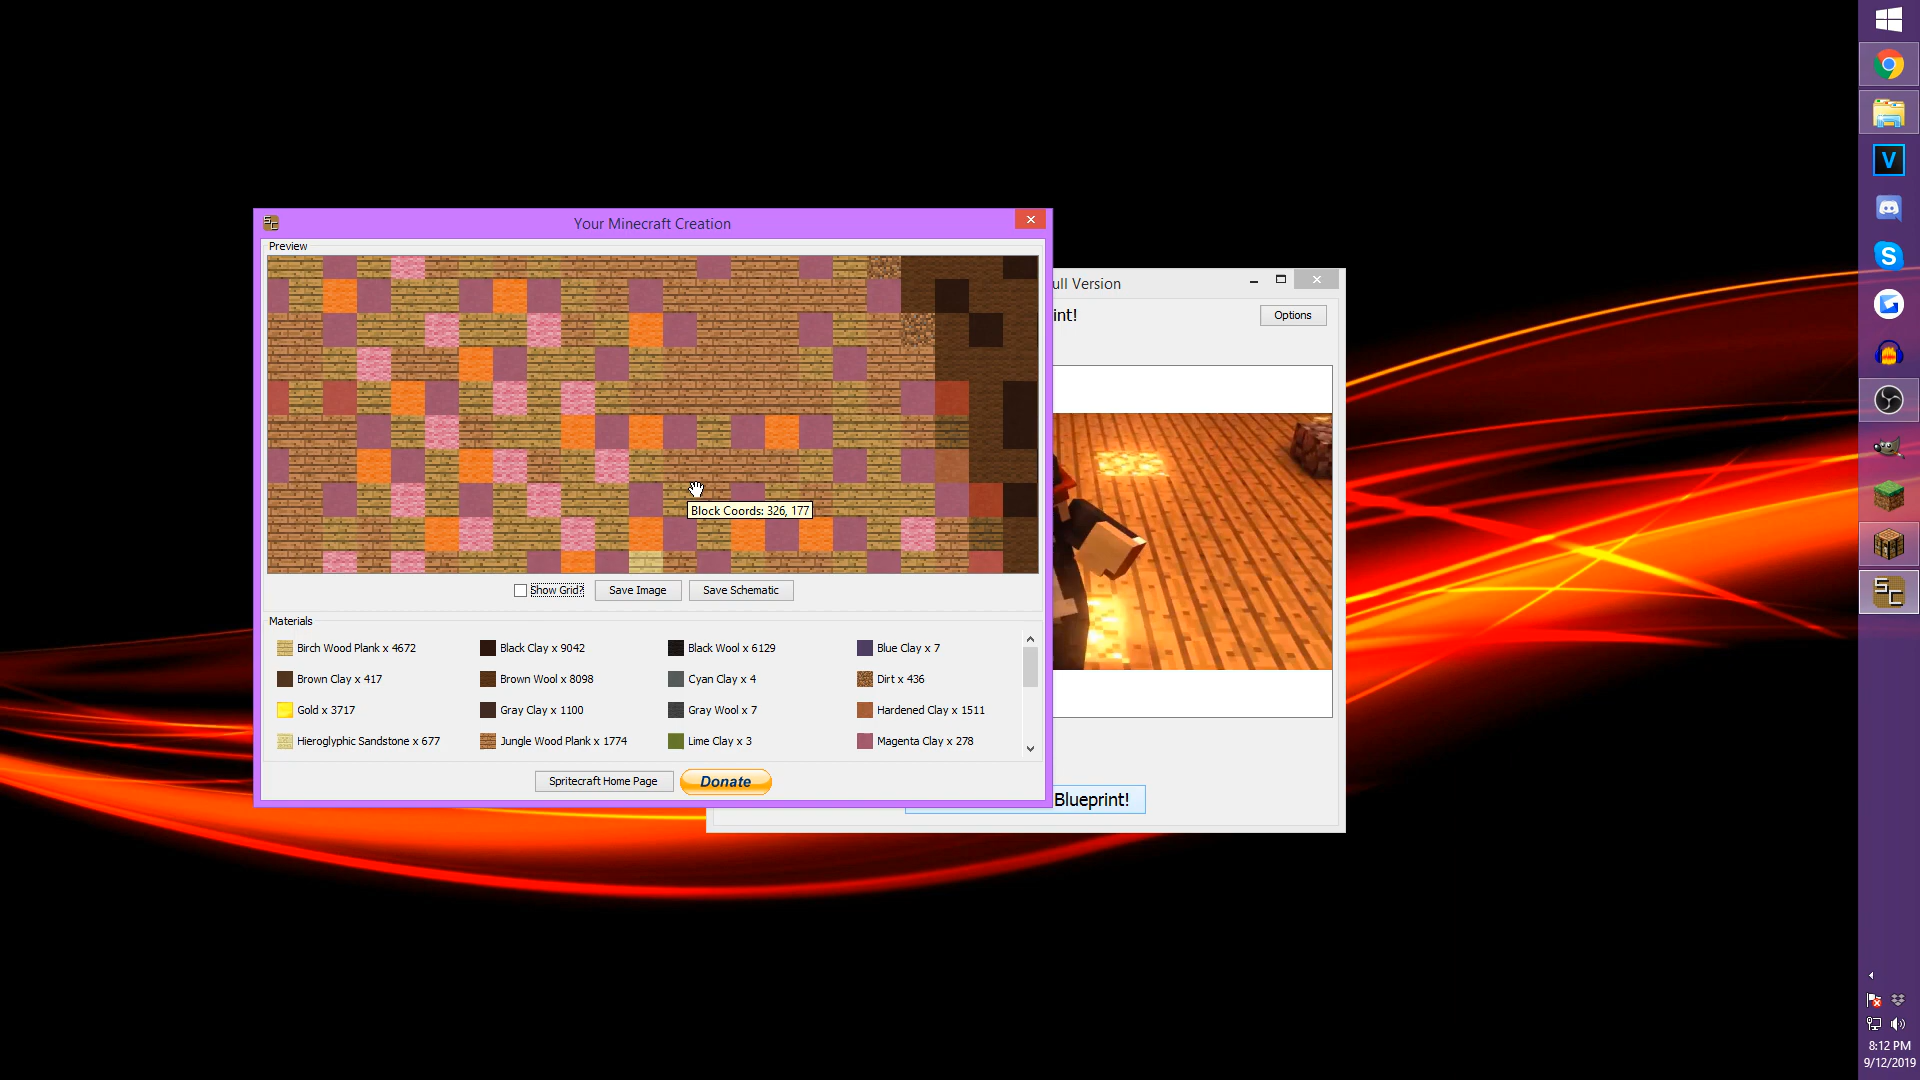 Your Minecraft Creation
Preview
Block Coords: 326, 177
Show Grid?
Save Image
Save Schematic
Materials
Birch Wood Plank x 4672
Black Clay x 9042
Black Wool x 6129
Blue Clay x 7
Brown Clay x 417
Brown Wool x 8098
Cyan Clay x 4
Dirt x 436
Gold x 3717
Gray Clay x 1100
Gray Wool x 7
Hardened Clay x 1511
Hieroglyphic Sandstone x 677
Jungle Wood Plank x 1774
Lime Clay x 3
Magenta Clay x 278
Spritecraft Home Page
Donate
ull Version
int!
Options
Blueprint!
V
S
SC
8:12 PM
9/12/2019